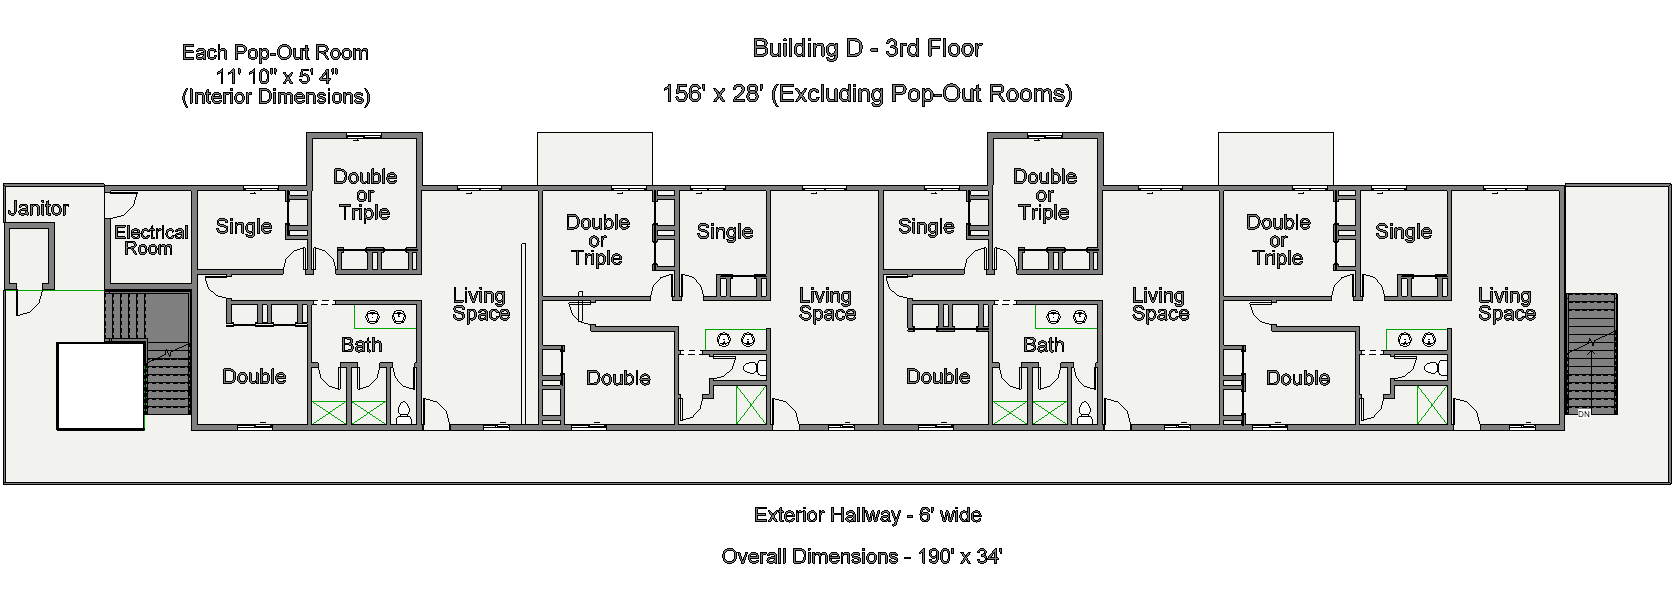 Building D - 3rd Floor
156' x 28' (Excluding Pop-Out Rooms)
Each Pop-Out Room
11' 10" x 5' 4"
(Interior Dimensions)
Janitor
Electrical
Room
Single
Double
or
Triple
Living
Space
Bath
Double
Double
or
Triple
Single
Living
Space
Double
Single
Double
or
Triple
Living
Space
Bath
Double
Double
or
Triple
Single
Living
Space
Double
DN
Exterior Hallway - 6' wide
Overall Dimensions - 190' x 34'